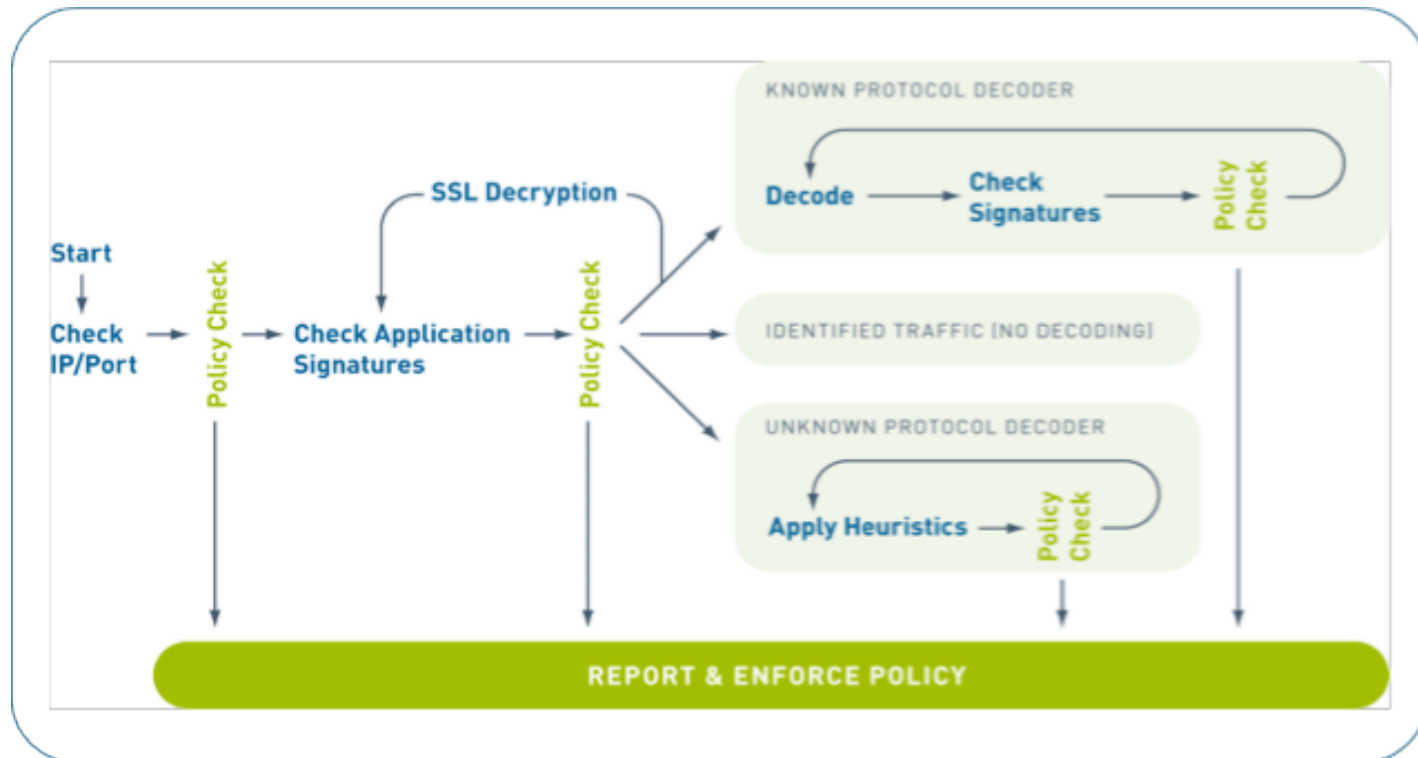 KNOWN PROTOCOL DECODER
SSL Decryption
Decode
Check
Signatures
Policy
Check
Start
Check
IP/Port
Policy Check
Check Application
Signatures
Policy Check
IDENTIFIED TRAFFIC [NO DECODING]
UNKNOWN PROTOCOL DECODER
Apply Heuristics
Policy
Check
REPORT & ENFORCE POLICY